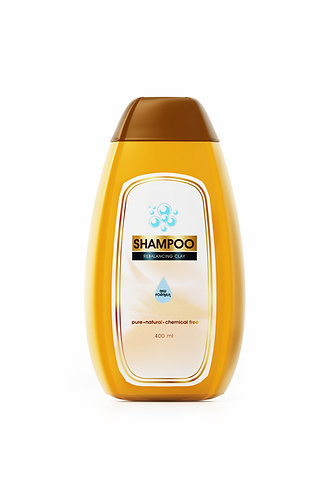 SHAMPOO
REBALANCING CLAY
new
FORMULA
pure-natural-chemical free
400 ml